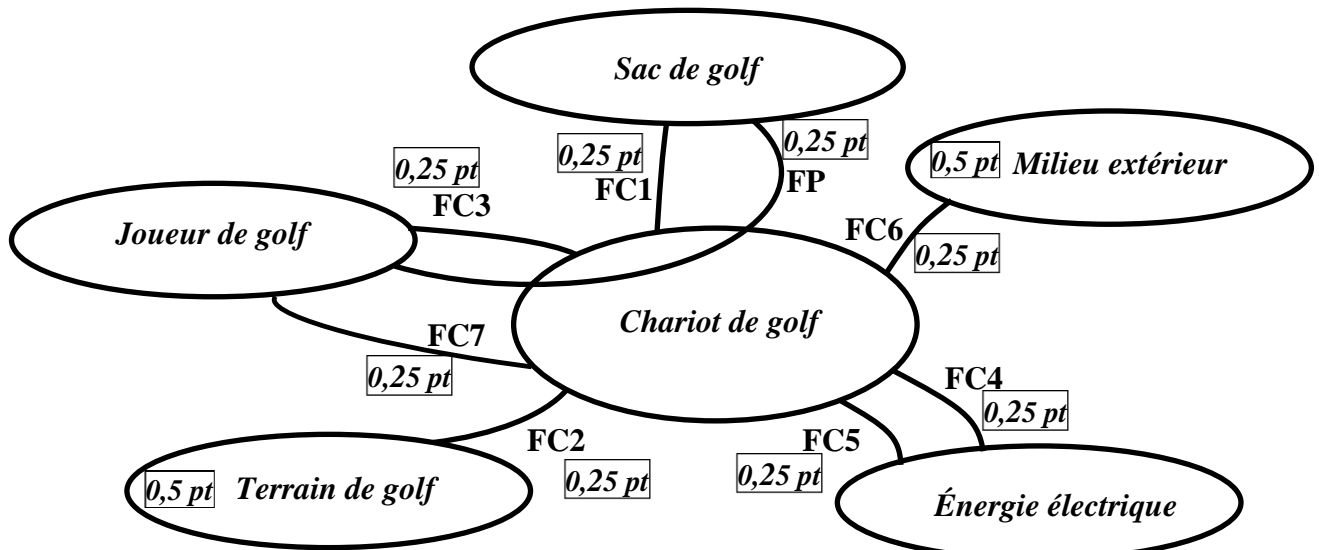 Sac de golf
0,25 pt
FC1
0,25 pt
FP
0,5 pt Milieu extérieur
0,25 pt
FC3
Joueur de golf
FC6
0,25 pt
Chariot de golf
FC7
0,25 pt
FC4
0,25 pt
FC2
0,25 pt
FC5
0,25 pt
0,5 pt Terrain de golf
Énergie électrique